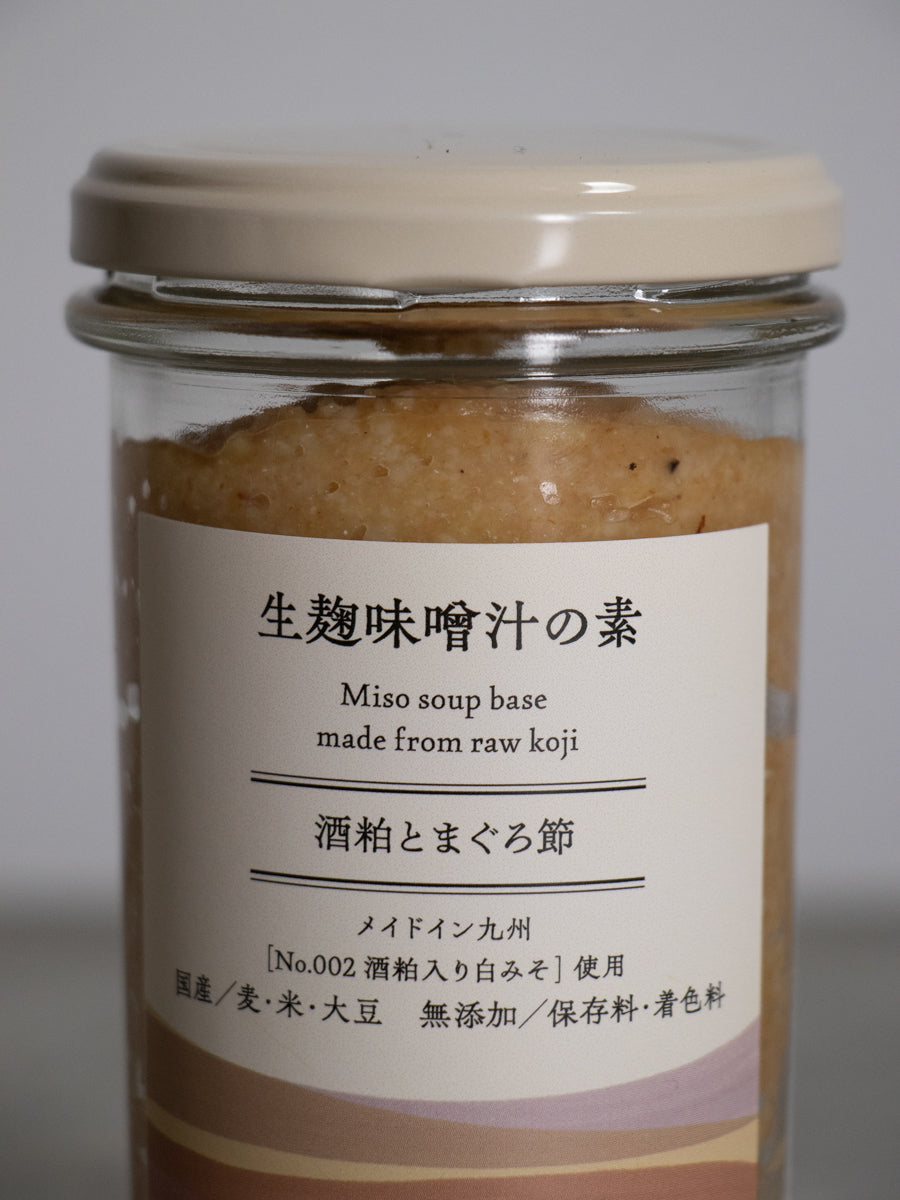 生麹味噌汁の素
Miso soup base
made from raw koji
酒粕とまぐろ節
メイドイン九州
[No.002 酒粕入り白みそ] 使用
国産／麦・米・大豆　無添加／保存料・着色料